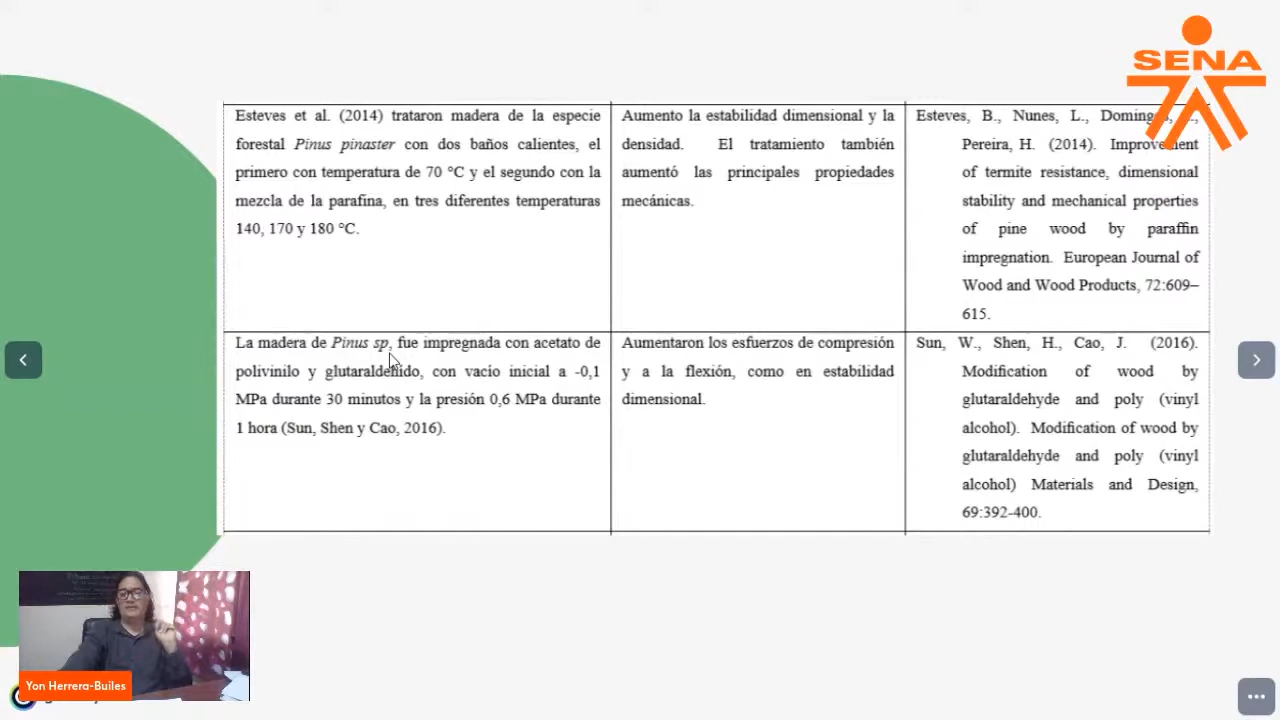 SENA
Esteves et al. (2014) trataron madera de la especie
forestal Pinus pinaster con dos baños calientes, el
primero con temperatura de 70 °C y el segundo con la
mezcla de la parafina, en tres diferentes temperaturas
140, 170 y 180 °C.
Aumento la estabilidad dimensional y la
densidad. El tratamiento también
aumentó las principales propiedades
mecánicas.
Esteves, B., Nunes, L.,
Pereira, H. (2014).
of termite resistance, dimensional
stability and mechanical properties
of pine wood by paraffin
impregnation. European Journal of
Wood and Wood Products, 72:609–
615.
La madera de Pinus sp, fue impregnada con acetato de
polivinilo y glutaraldehido, con vacío inicial a -0,1
MPa durante 30 minutos y la presión 0,6 MPa durante
1 hora (Sun, Shen y Cao, 2016).
Aumentaron los esfuerzos de compresión
y a la flexión, como en estabilidad
dimensional.
Sun, W., Shen, H., Cao, J. (2016).
Modification of wood by
glutaraldehyde and poly (vinyl
alcohol). Modification of wood by
glutaraldehyde and poly (vinyl
alcohol) Materials and Design,
69:392-400.
Yon Herrera-Builes